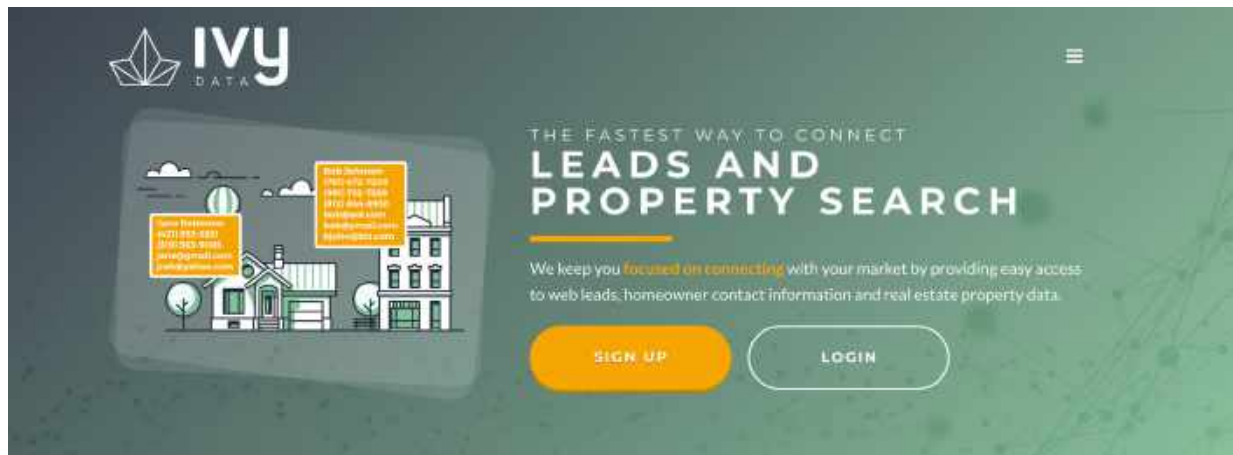 IVY
DATA
THE FASTEST WAY TO CONNECT
LEADS AND
PROPERTY SEARCH
Bob Johnson
We keep you focused on connecting with your market by providing easy access
to web leads, homeowner contact information and real estate property data.
SIGN UP
LOGIN